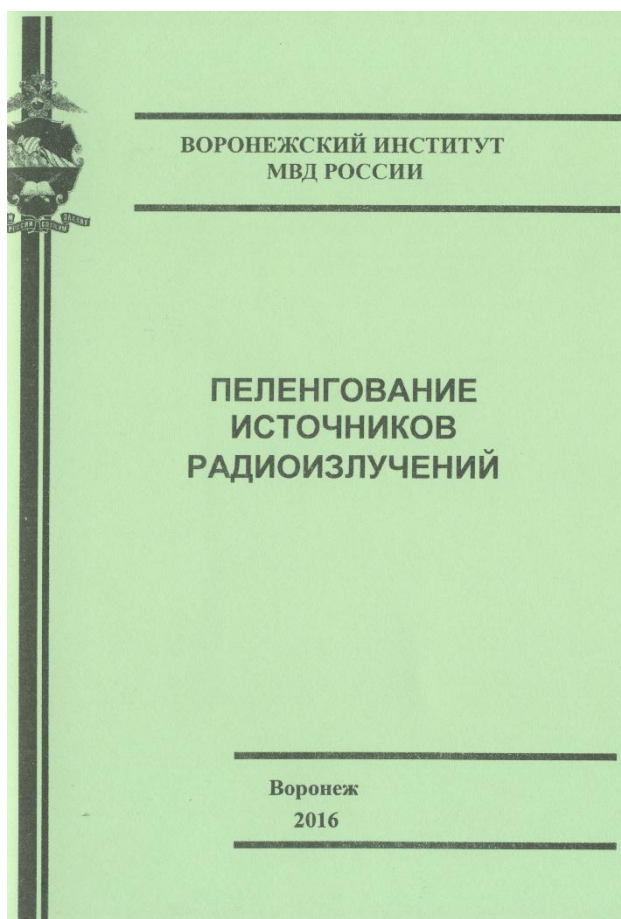 ВОРОНЕЖСКИЙ ИНСТИТУТ
МВД РОССИИ
ПЕЛЕНГОВАНИЕ
ИСТОЧНИКОВ
РАДИОИЗЛУЧЕНИЙ
Воронеж
2016